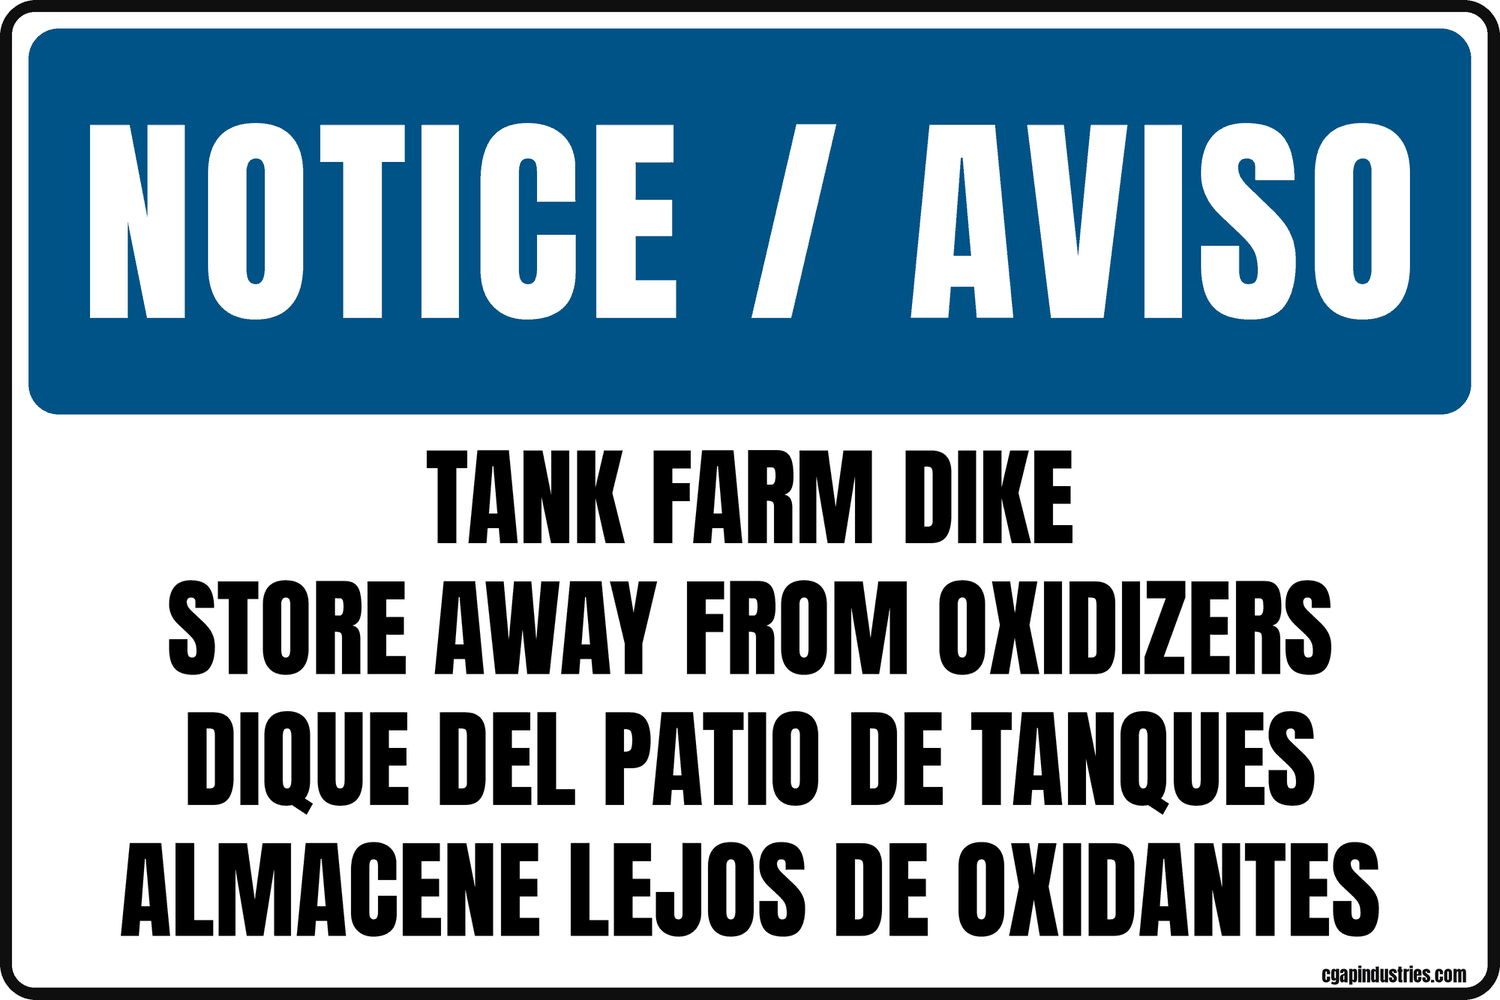 NOTICE / AVISO
TANK FARM DIKE
STORE AWAY FROM OXIDIZERS
DIQUE DEL PATIO DE TANQUES
ALMACENE LEJOS DE OXIDANTES
cgapindustries.com